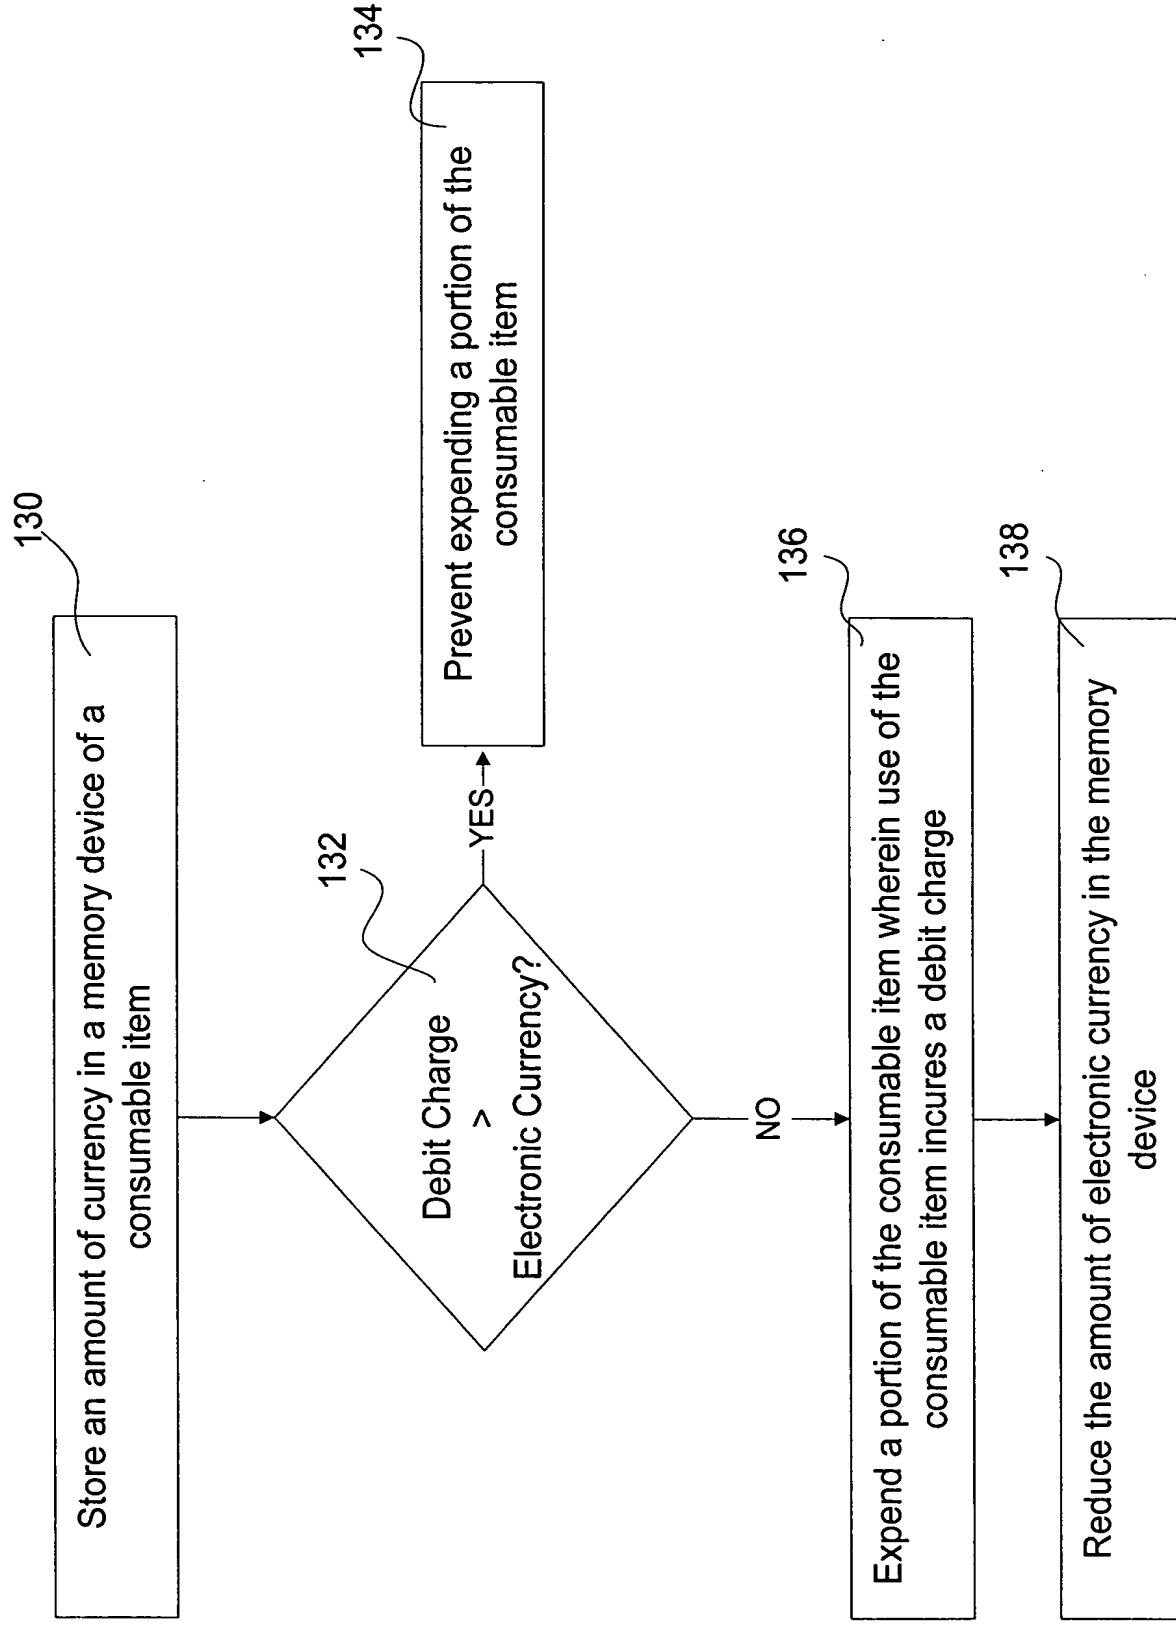 130
Store an amount of currency in a memory device of a
consumable item
132
Debit Charge
>
Electronic Currency?
YES
134
Prevent expending a portion of the
consumable item
NO
136
Expend a portion of the consumable item wherein use of the
consumable item incures a debit charge
138
Reduce the amount of electronic currency in the memory
device